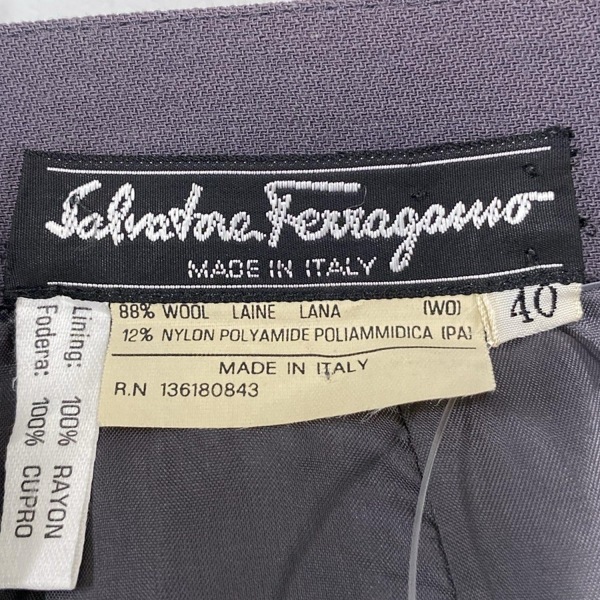 Salvatore Ferragamo
MADE IN ITALY
88% WOOL LAINE LANA (WO)
12% NYLON POLYAMIDE POLIAMMIDICA (PA)
MADE IN ITALY
R.N 136180843
40
Lining: 100% RAYON
Fodera: 100% CUPRO